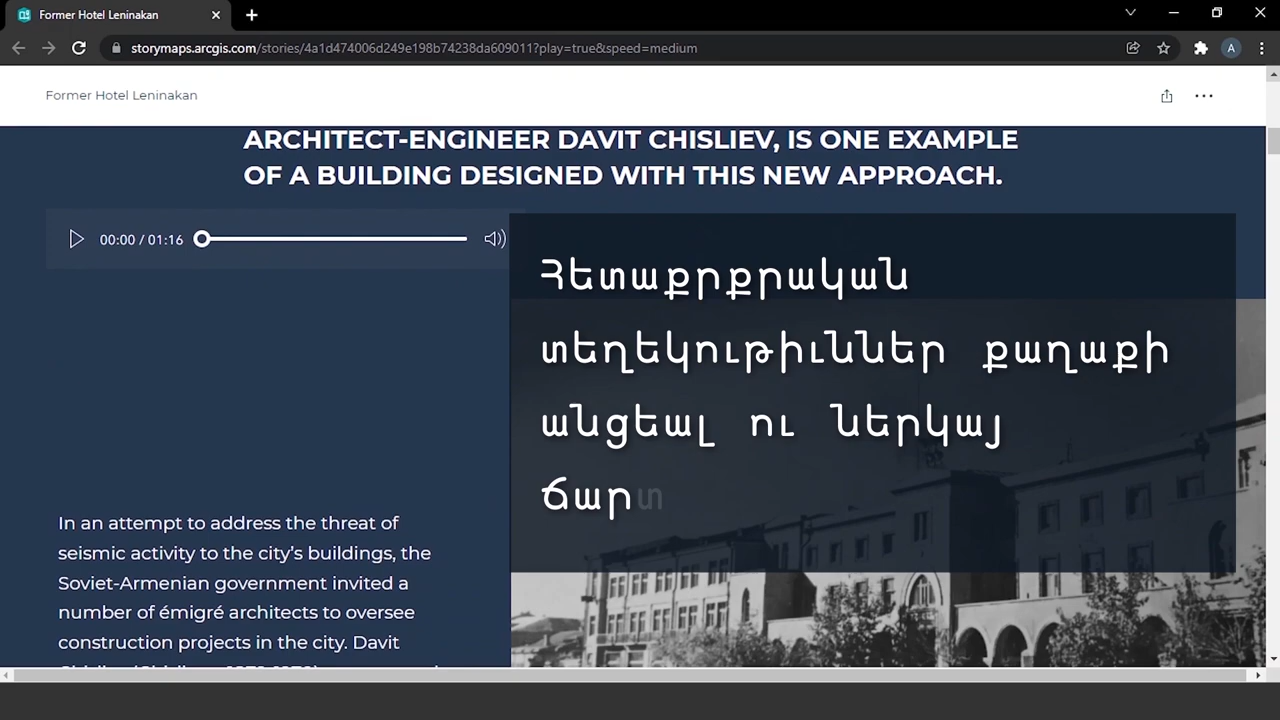 Former Hotel Leninakan
storymaps.arcgis.com/stories/4a1d474006d249e198b74238da609011?play=true&speed=medium
A
Former Hotel Leninakan
ARCHITECT-ENGINEER DAVIT CHISLIEV, IS ONE EXAMPLE
OF A BUILDING DESIGNED WITH THIS NEW APPROACH.
00:00 / 01:16
Հետաքրքրական
տեղեկութիւններ քաղաքի
անցեալ ու ներկայ
ճարտ
In an attempt to address the threat of
seismic activity to the city's buildings, the
Soviet-Armenian government invited a
number of émigré architects to oversee
construction projects in the city. Davit